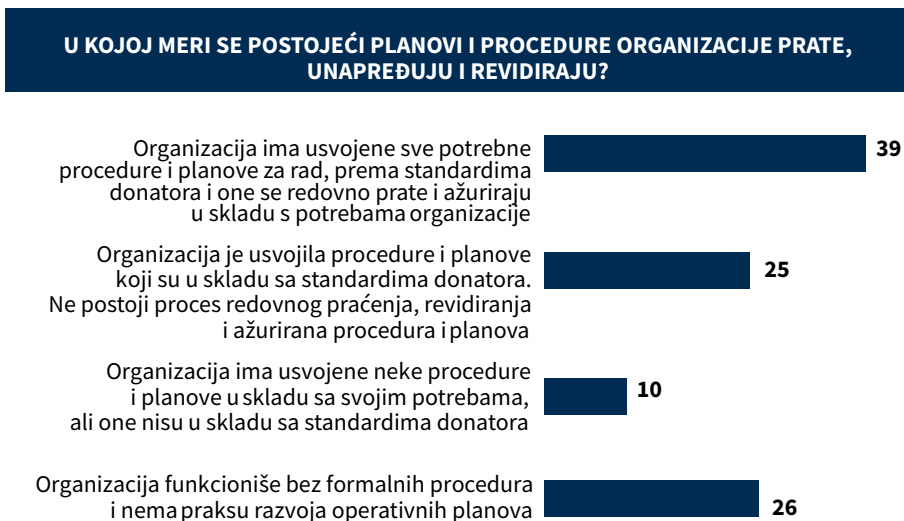 U KOJOJ MERI SE POSTOJEĆI PLANOVI I PROCEDURE ORGANIZACIJE PRATE,
UNAPREĐUJU I REVIDIRAJU?
Organizacija ima usvojene sve potrebne
procedure i planove za rad, prema standardima
donatora i one se redovno prate i ažuriraju
u skladu s potrebama organizacije
39
Organizacija je usvojila procedure i planove
koji su u skladu sa standardima donatora.
Ne postoji proces redovnog praćenja, revidiranja
i ažurirana procedura i planova
25
Organizacija ima usvojene neke procedure
i planove u skladu sa svojim potrebama,
ali one nisu u skladu sa standardima donatora
10
Organizacija funkcioniše bez formalnih procedura
i nema praksu razvoja operativnih planova
26